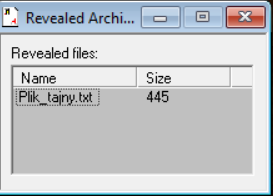 Revealed Archi...
Revealed files:
Name Size
Plik_tajny.txt 445